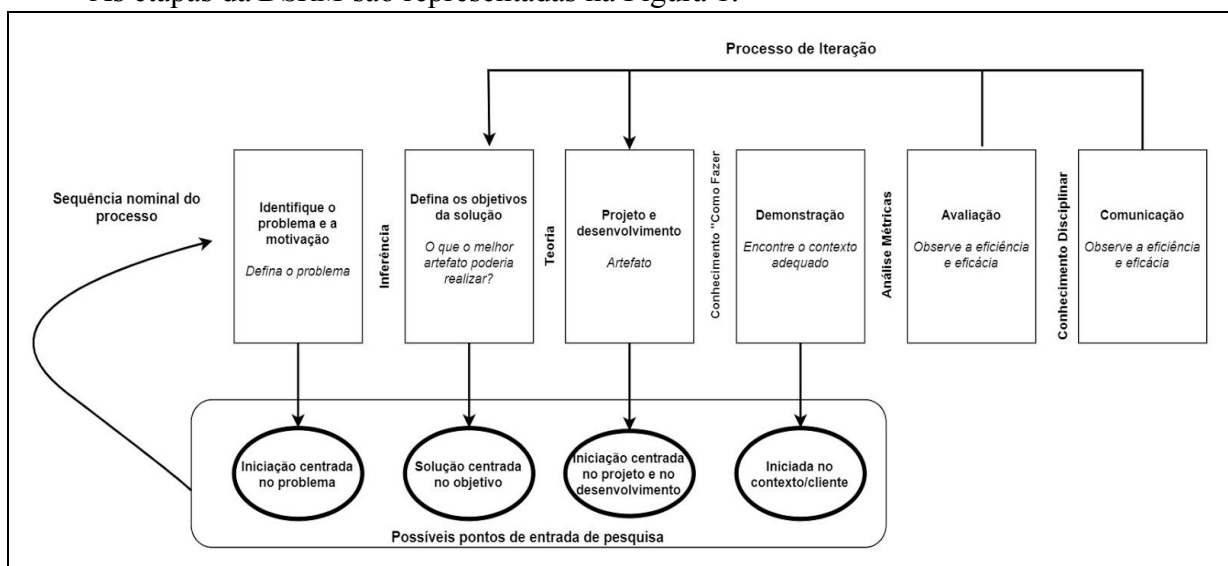 As etapas da DSRM são representadas na Figura 1.
Processo de Iteração
Sequência nominal do
processo
Identifique o
problema e a
motivação
Defina o problema
Inferência
Defina os objetivos
da solução
O que o melhor
artefato poderia
realizar?
Teoria
Projeto e
desenvolvimento
Artefato
Conhecimento "Como Fazer
Demonstração
Encontre o contexto
adequado
Análise Métricas
Avaliação
Observe a eficiência
e eficácia
Conhecimento Disciplinar
Comunicação
Observe a eficiência
e eficácia
Iniciação centrada
no problema
Solução centrada
no objetivo
Iniciação centrada
no projeto e no
desenvolvimento
Iniciada no
contexto/cliente
Possíveis pontos de entrada de pesquisa